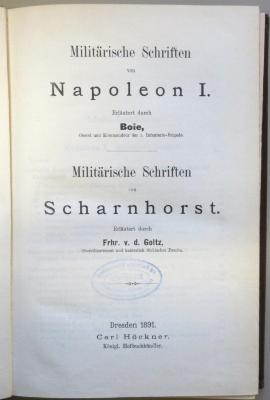 Militärische Schriften
von
Napoleon I.
Erläutert durch
Boie,
Oberst und Kommandeur der 1. Infanterie-Brigade.
Militärische Schriften
von
Scharnhorst.
Erläutert durch
Frhr. v. d. Goltz,
Dresden 1891.
Carl Höckner.
Königl. Hofbuchhändler.